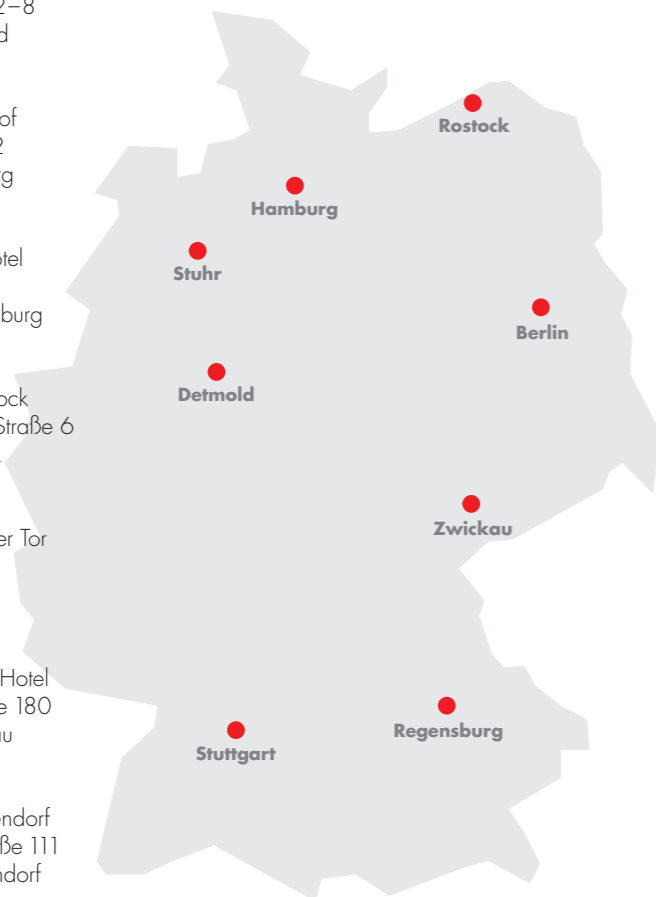 2–8
d
of
2
rg
otel
sburg
ock
Straße 6
er Tor
Hotel
e 180
au
endorf
ße 111
ndorf
Rostock
Hamburg
Stuhr
Berlin
Detmold
Zwickau
Regensburg
Stuttgart